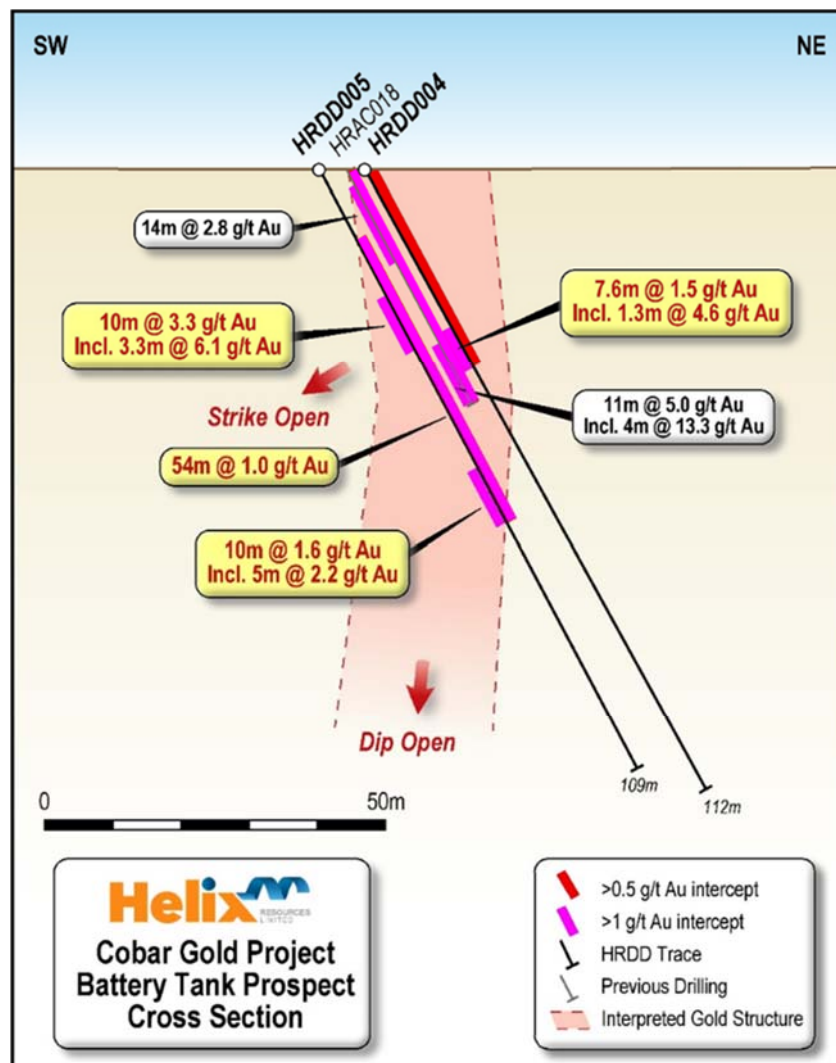 SW
NE
HRDD005
HRAC018
HRDD004
14m @ 2.8 g/t Au
10m @ 3.3 g/t Au
Incl. 3.3m @ 6.1 g/t Au
7.6m @ 1.5 g/t Au
Incl. 1.3m @ 4.6 g/t Au
Strike Open
11m @ 5.0 g/t Au
Incl. 4m @ 13.3 g/t Au
54m @ 1.0 g/t Au
10m @ 1.6 g/t Au
Incl. 5m @ 2.2 g/t Au
Dip Open
109m
112m
0
50m
Helix
RESOURCES
LIMITED
Cobar Gold Project
Battery Tank Prospect
Cross Section
>0.5 g/t Au intercept
>1 g/t Au intercept
HRDD Trace
Previous Drilling
Interpreted Gold Structure